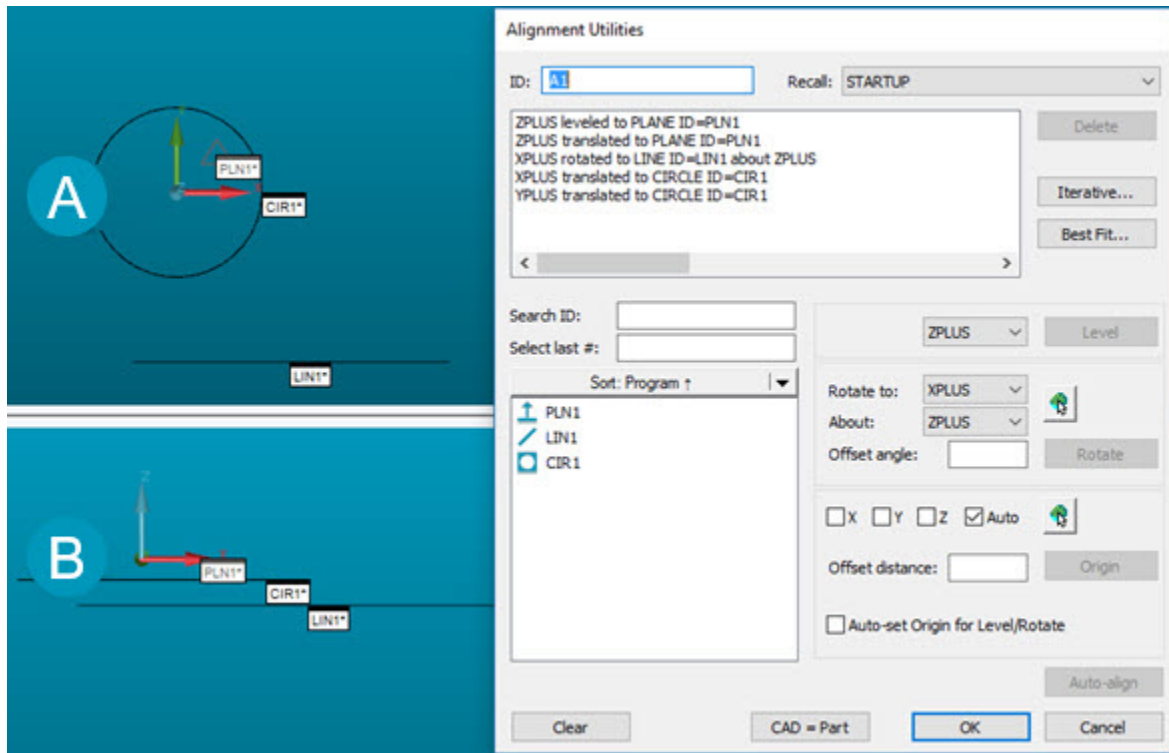 A
PLN1*
CIR1*
LIN1*
B
Z
PLN1*
CIR1*
LIN1*
Alignment Utilities
ID: A1
Recall: STARTUP
ZPLUS leveled to PLANE ID=PLN1
ZPLUS translated to PLANE ID=PLN1
XPLUS rotated to LINE ID=LIN1 about ZPLUS
XPLUS translated to CIRCLE ID=CIR1
YPLUS translated to CIRCLE ID=CIR1
Delete
Iterative...
Best Fit...
Search ID:
Select last #:
Sort: Program ↑
PLN1
LIN1
CIR1
ZPLUS
Level
Rotate to: XPLUS
About: ZPLUS
Offset angle:
Rotate
X Y Z Auto
Offset distance:
Origin
Auto-set Origin for Level/Rotate
Auto-align
Clear
CAD = Part
OK
Cancel